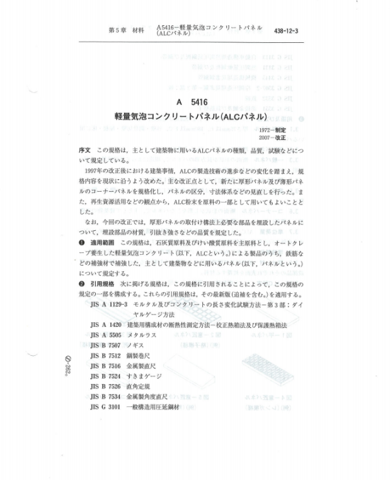 第5章 材料
A5416-軽量気泡コンクリートパネル
(ALCパネル)
438·12·3
A 5416
軽量気泡コンクリートパネル(ALCパネル)
1972-制定
2007-改正
序文 この規格は，主として建築物に用いるALCパネルの種類，品質，試験などにつ
いて規定している。
1997年の改正後における建築事情，ALCの製造技術の進歩などの変化を踏まえ，規
格内容を現状に沿うよう改めた。主な改正点として，新たに厚形パネル及び薄形パネ
ルのコーナーパネルを規格化し，パネルの区分，寸法体系などの見直しを行った。ま
た，再生資源活用などの観点から，ALC粉末を原料の一部として用いてもよいことと
した。
なお，今回の改正では，厚形パネルの取付け構法上必要な部品を埋設したパネルに
ついて，埋設部品の材質，引抜き強さなどの品質を規定した。
❶ 適用範囲 この規格は，石灰質原料及びけい酸質原料を主原料とし，オートクレ
ーブ養生した軽量気泡コンクリート(以下，ALCという。)による製品のうち，鉄筋な
どの補強材で補強した，主として建築物などに用いるパネル(以下，パネルという。)
について規定する。
❷ 引用規格 次に掲げる規格は，この規格に引用されることによって，この規格の
規定の一部を構成する。これらの引用規格は，その最新版(追補を含む。)を適用する。
JIS A 1129-3 モルタル及びコンクリートの長さ変化試験方法－第3部：ダイ
ヤルゲージ方法
JIS A 1420 建築用構成材の断熱性測定方法－校正熱箱法及び保護熱箱法
JIS A 5505 メタルラス
JIS B 7507 ノギス
JIS B 7512 鋼製巻尺
JIS B 7516 金属製直尺
JIS B 7524 すきまゲージ
JIS B 7526 直角定規
JIS B 7534 金属製角度直尺
JIS G 3101 一般構造用圧延鋼材